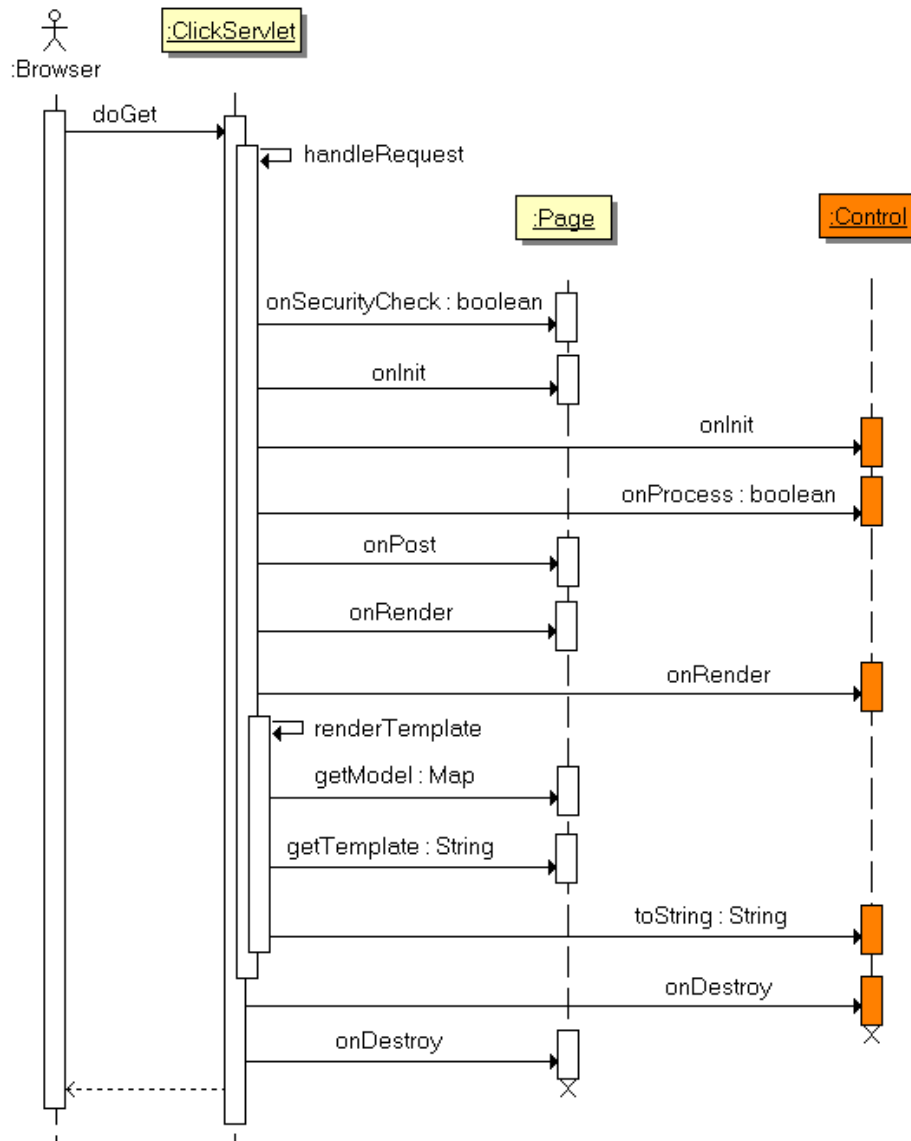 :ClickServlet
:Browser
doGet
handleRequest
:Page
:Control
onSecurityCheck : boolean
onInit
onInit
onProcess : boolean
onPost
onRender
onRender
renderTemplate
getModel : Map
getTemplate : String
toString : String
onDestroy
onDestroy